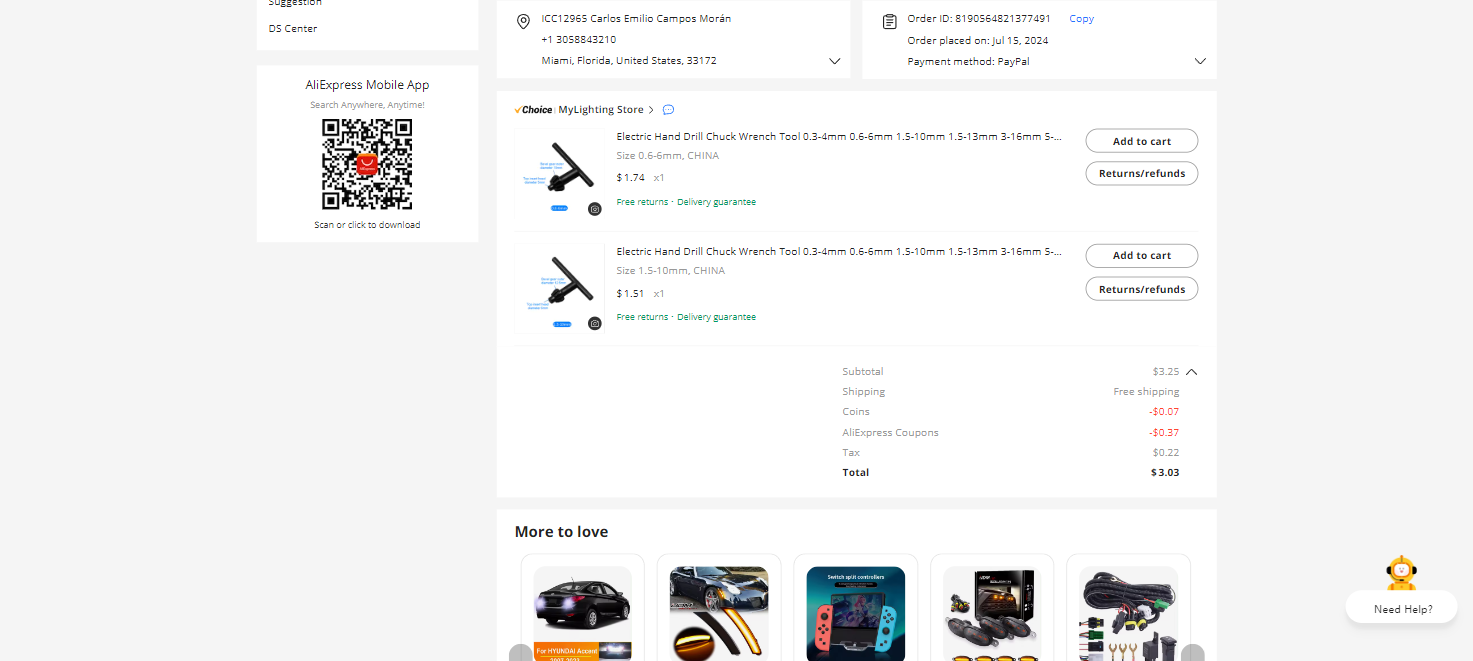 Suggestion
DS Center
AliExpress Mobile App
Search Anywhere, Anytime!
Scan or click to download
ICC12965 Carlos Emilio Campos Morán
+1 3058843210
Miami, Florida, United States, 33172
Order ID: 8190564821377491 Copy
Order placed on: Jul 15, 2024
Payment method: PayPal
Choice MyLighting Store
Electric Hand Drill Chuck Wrench Tool 0.3-4mm 0.6-6mm 1.5-10mm 1.5-13mm 3-16mm 5-...
Size 0.6-6mm, CHINA
$1.74 x1
Free returns · Delivery guarantee
Add to cart
Returns/refunds
Electric Hand Drill Chuck Wrench Tool 0.3-4mm 0.6-6mm 1.5-10mm 1.5-13mm 3-16mm 5-...
Size 1.5-10mm, CHINA
$1.51 x1
Free returns · Delivery guarantee
Add to cart
Returns/refunds
Subtotal $3.25
Shipping Free shipping
Coins -$0.07
AliExpress Coupons -$0.37
Tax $0.22
Total $3.03
More to love
For HYUNDAI Accent
Switch split controllers
Need Help?